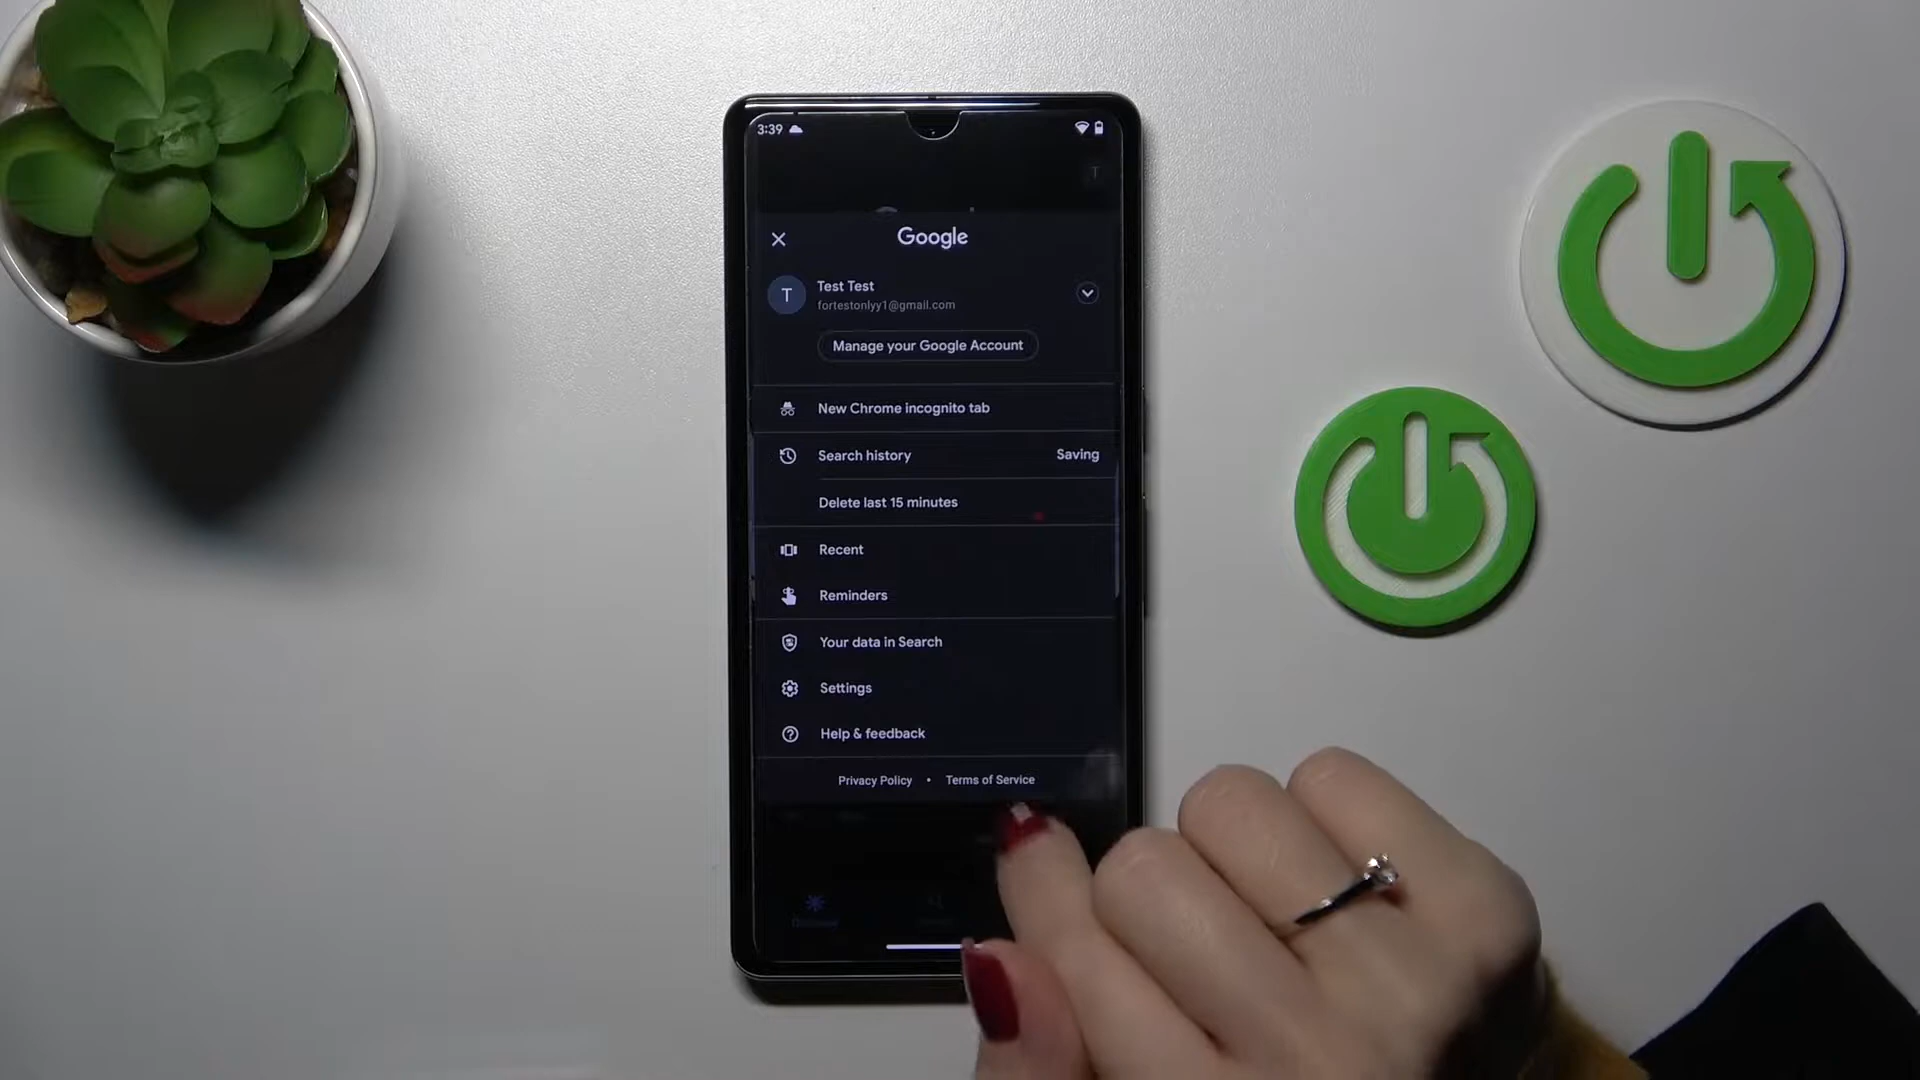 3:39
T
Google
T
Test Test
fortestonlyy1@gmail.com
Manage your Google Account
New Chrome incognito tab
Search history
Saving
Delete last 15 minutes
Recent
Reminders
Your data in Search
Settings
Help & feedback
Privacy Policy • Terms of Service